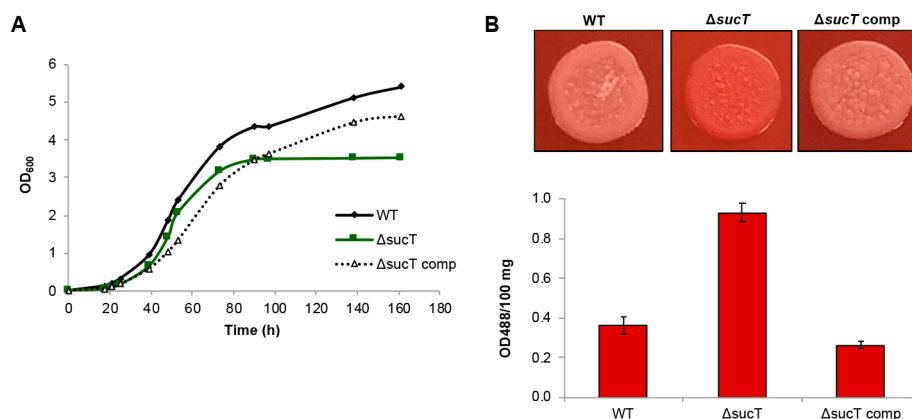 A
OD600
6
5
4
3
2
1
0
WT
ΔsucT
ΔsucT comp
0 20 40 60 80 100 120 140 160 180
Time (h)
B
WT ΔsucT ΔsucT comp
OD488/100 mg
1.0
0.8
0.6
0.4
0.2
0.0
WT ΔsucT ΔsucT comp